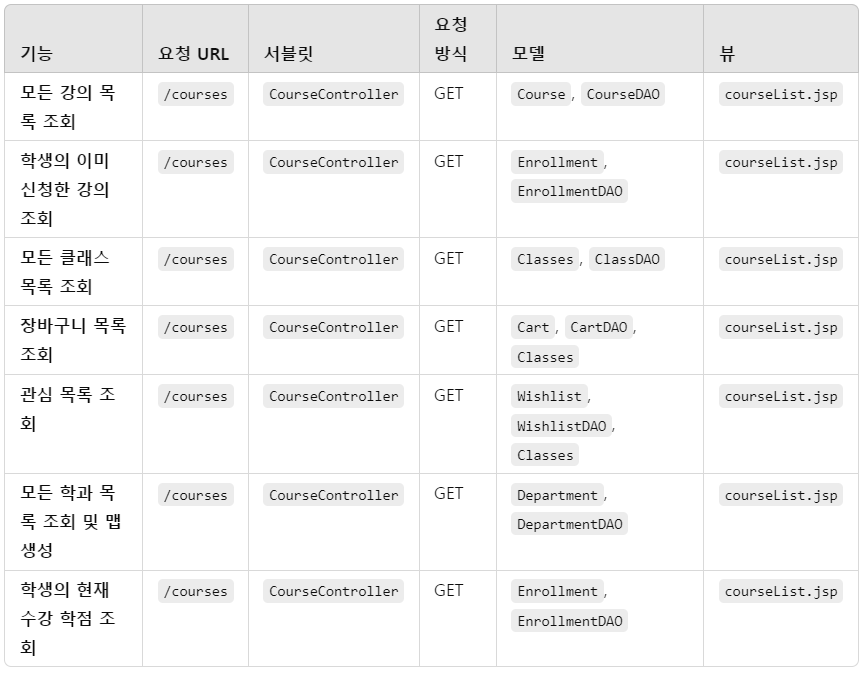 기능 요청 URL 서블릿 요청 방식 모델 뷰
모든 강의 목 /courses CourseController GET Course, CourseDAO courseList.jsp
록 조회
학생의 이미 /courses CourseController GET Enrollment, courseList.jsp
신청한 강의 EnrollmentDAO
조회
모든 클래스 /courses CourseController GET Classes, ClassDAO courseList.jsp
목록 조회
장바구니 목록 /courses CourseController GET Cart, CartDAO, courseList.jsp
조회 Classes
관심 목록 조 /courses CourseController GET Wishlist, courseList.jsp
회 WishlistDAO,
Classes
모든 학과 목 /courses CourseController GET Department, courseList.jsp
록 조회 및 맵 DepartmentDAO
생성
학생의 현재 /courses CourseController GET Enrollment, courseList.jsp
수강 학점 조 EnrollmentDAO
회